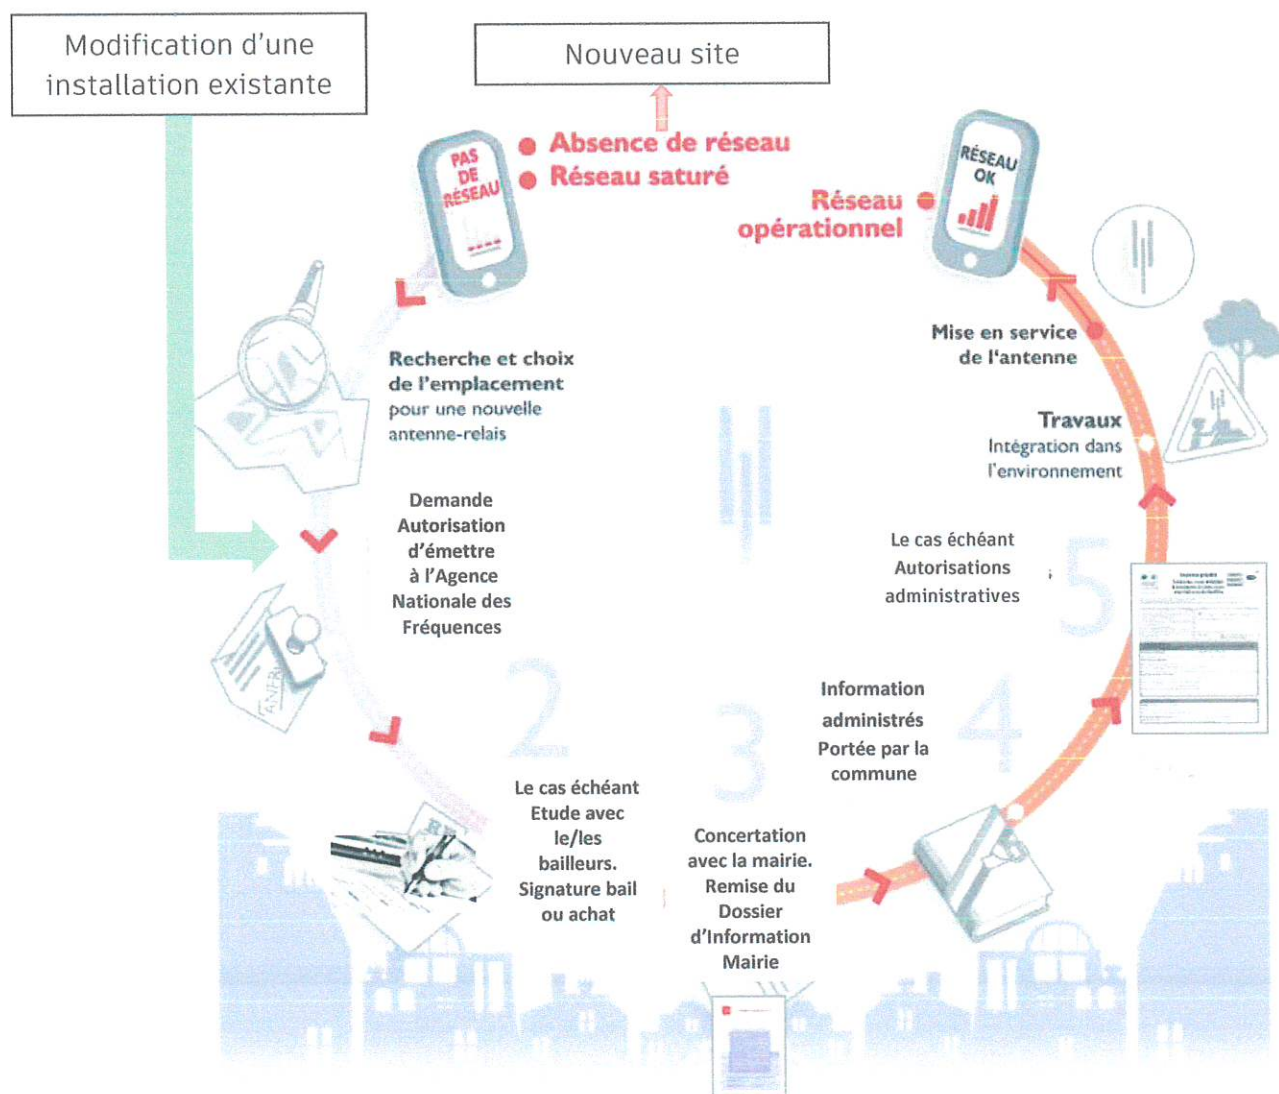 Modification d'une
installation existante
Nouveau site
Absence de réseau
Réseau saturé
PAS
DE
RÉSEAU
RÉSEAU
OK
Réseau
opérationnel
Recherche et choix
de l'emplacement
pour une nouvelle
antenne-relais
Demande
Autorisation
d'émettre
à l'Agence
Nationale des
Fréquences
ANFR
2
Le cas échéant
Etude avec
le/les
bailleurs.
Signature bail
ou achat
3
Concertation
avec la mairie.
Remise du
Dossier
d'Information
Mairie
4
Information
administrés
Portée par la
commune
5
Le cas échéant
Autorisations
administratives
Travaux
Intégration dans
l'environnement
Mise en service
de l'antenne